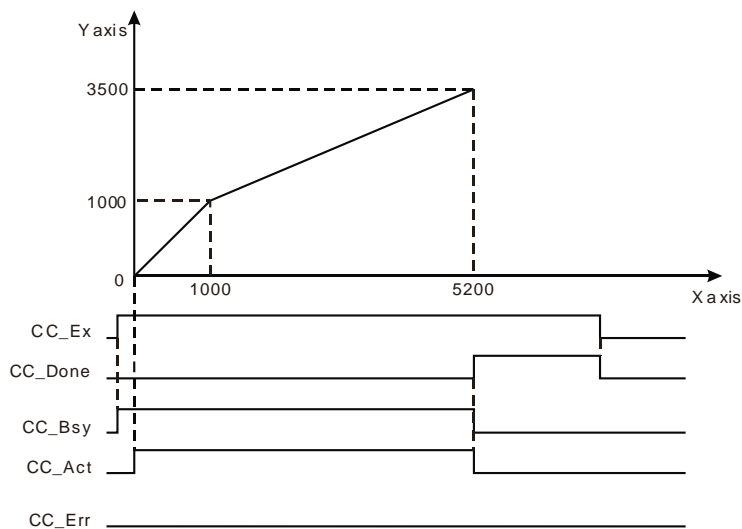 Y axis
3500
1000
0
1000
5200
X axis
CC_Ex
CC_Done
CC_Bsy
CC_Act
CC_Err